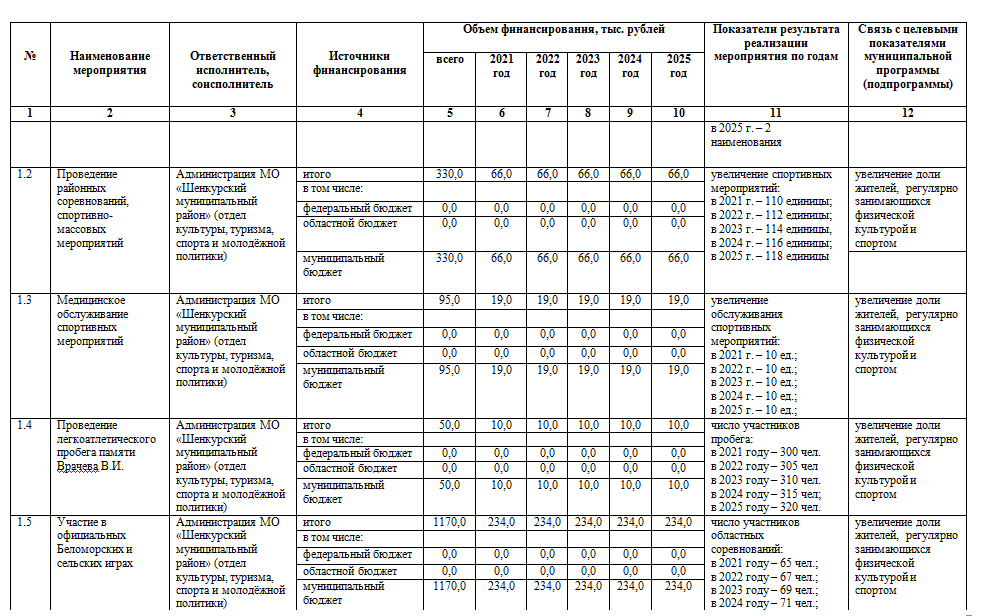 № Наименование мероприятия Ответственный исполнитель, соисполнитель Источники финансирования Объем финансирования, тыс. рублей Показатели результата реализации мероприятия по годам Связь с целевыми показателями муниципальной программы (подпрограммы)
всего 2021 год 2022 год 2023 год 2024 год 2025 год
1 2 3 4 5 6 7 8 9 10 11 12
в 2025 г. – 2
наименования
1.2
Проведение
районных
соревнований,
спортивно-
массовых
мероприятий
Администрация МО
«Шенкурский
муниципальный
район» (отдел
культуры, туризма,
спорта и молодёжной
политики)
итого 330,0 66,0 66,0 66,0 66,0 66,0
в том числе:
федеральный бюджет 0,0 0,0 0,0 0,0 0,0 0,0
областной бюджет 0,0 0,0 0,0 0,0 0,0 0,0
муниципальный бюджет 330,0 66,0 66,0 66,0 66,0 66,0
увеличение спортивных
мероприятий:
в 2021 г. – 110 единицы;
в 2022 г. – 112 единицы;
в 2023 г. – 114 единицы,
в 2024 г. – 116 единицы;
в 2025 г. – 118 единицы
увеличение доли
жителей, регулярно
занимающихся
физической
культурой и
спортом
1.3
Медицинское
обслуживание
спортивных
мероприятий
Администрация МО
«Шенкурский
муниципальный
район» (отдел
культуры, туризма,
спорта и молодёжной
политики)
итого 95,0 19,0 19,0 19,0 19,0 19,0
в том числе:
федеральный бюджет 0,0 0,0 0,0 0,0 0,0 0,0
областной бюджет 0,0 0,0 0,0 0,0 0,0 0,0
муниципальный бюджет 95,0 19,0 19,0 19,0 19,0 19,0
увеличение
обслуживания
спортивных
мероприятий:
в 2021 г. – 10 ед.;
в 2022 г. – 10 ед.;
в 2023 г. – 10 ед.;
в 2024 г. – 10 ед.;
в 2025 г. – 10 ед.;
увеличение доли
жителей, регулярно
занимающихся
физической
культурой и
спортом
1.4
Проведение
легкоатлетического
пробега памяти
Врачева В.И.
Администрация МО
«Шенкурский
муниципальный
район» (отдел
культуры, туризма,
спорта и молодёжной
политики)
итого 50,0 10,0 10,0 10,0 10,0 10,0
в том числе:
федеральный бюджет 0,0 0,0 0,0 0,0 0,0 0,0
областной бюджет 0,0 0,0 0,0 0,0 0,0 0,0
муниципальный бюджет 50,0 10,0 10,0 10,0 10,0 10,0
число участников
пробега:
в 2021 году – 300 чел.
в 2022 году – 305 чел
в 2023 году – 310 чел.
в 2024 году – 315 чел;
в 2025 году – 320 чел.
увеличение доли
жителей, регулярно
занимающихся
физической
культурой и
спортом
1.5
Участие в
официальных
Беломорских и
сельских играх
Администрация МО
«Шенкурский
муниципальный
район» (отдел
культуры, туризма,
спорта и молодёжной
политики)
итого 1170,0 234,0 234,0 234,0 234,0 234,0
в том числе:
федеральный бюджет 0,0 0,0 0,0 0,0 0,0 0,0
областной бюджет 0,0 0,0 0,0 0,0 0,0 0,0
муниципальный бюджет 1170,0 234,0 234,0 234,0 234,0 234,0
число участников
областных
соревнований:
в 2021 году – 65 чел.;
в 2022 году – 67 чел.;
в 2023 году – 69 чел.;
в 2024 году – 71 чел.;
увеличение доли
жителей, регулярно
занимающихся
физической
культурой и
спортом